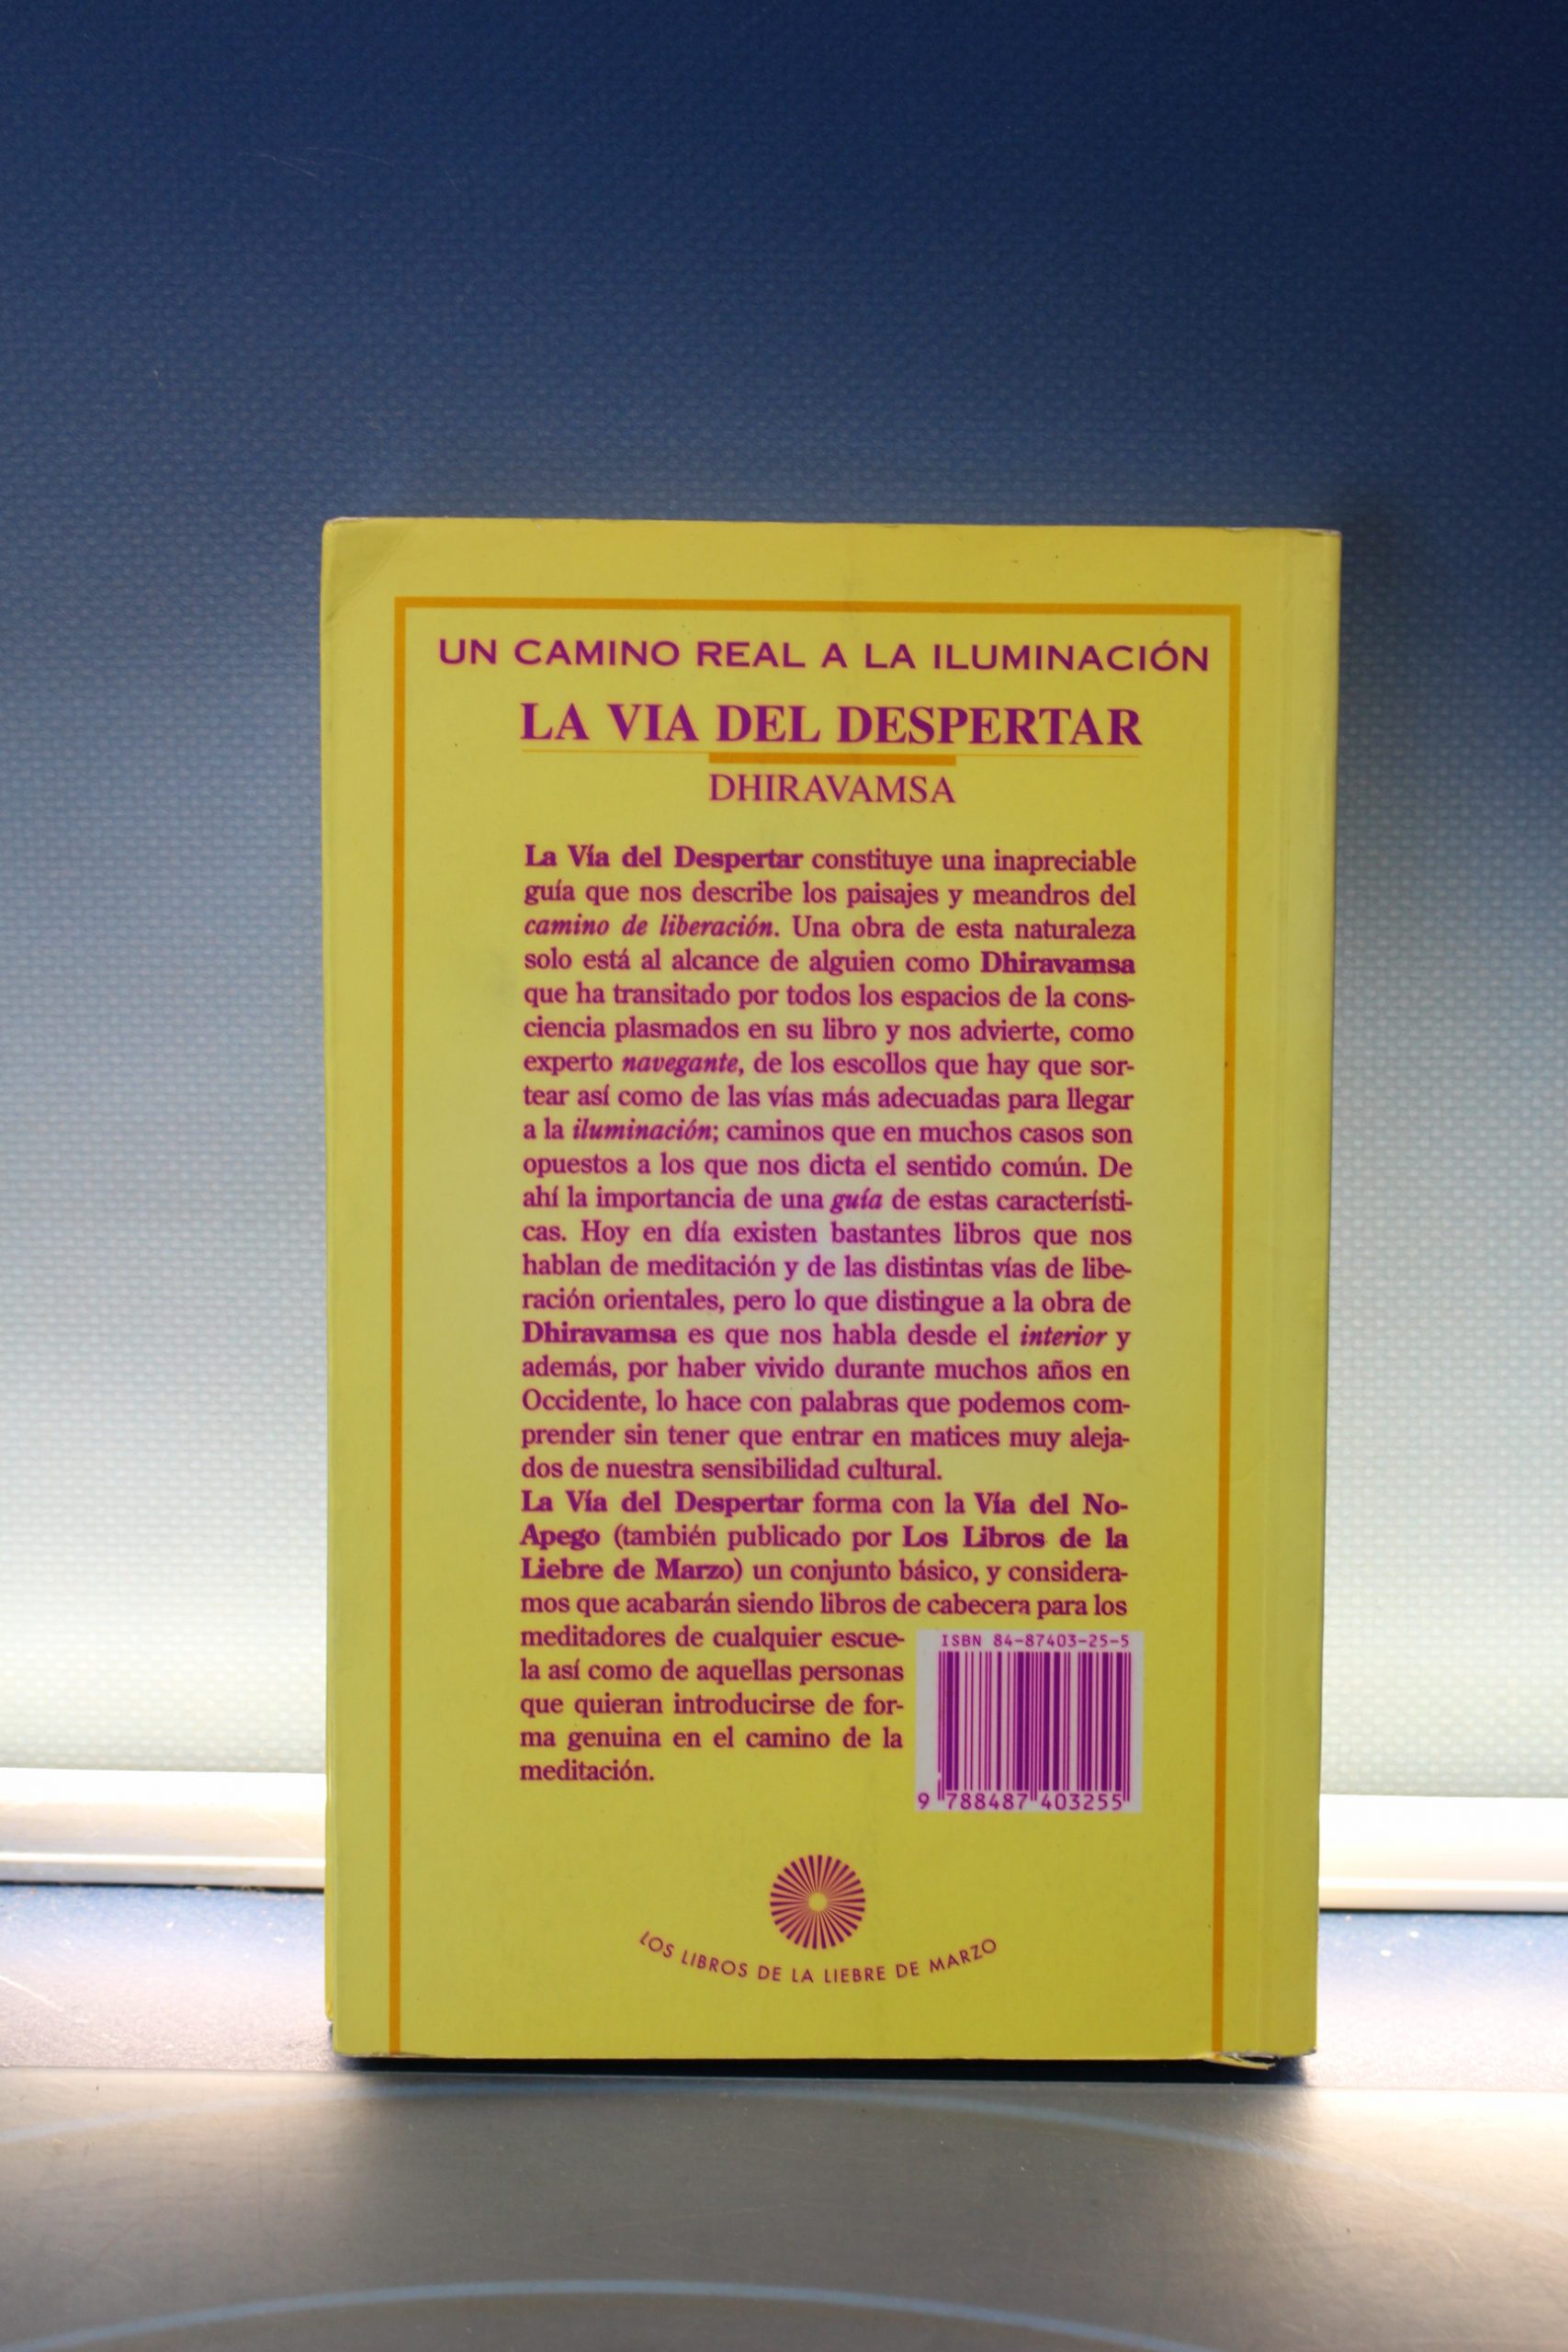 UN CAMINO REAL A LA ILUMINACIÓN
LA VIA DEL DESPERTAR
DHIRAVAMSA
La Vía del Despertar constituye una inapreciable
guía que nos describe los paisajes y meandros del
camino de liberación. Una obra de esta naturaleza
solo está al alcance de alguien como Dhiravamsa
que ha transitado por todos los espacios de la cons-
ciencia plasmados en su libro y nos advierte, como
experto navegante, de los escollos que hay que sor-
tear así como de las vías más adecuadas para llegar
a la iluminación; caminos que en muchos casos son
opuestos a los que nos dicta el sentido común. De
ahí la importancia de una guía de estas característi-
cas. Hoy en día existen bastantes libros que nos
hablan de meditación y de las distintas vías de libe-
ración orientales, pero lo que distingue a la obra de
Dhiravamsa es que nos habla desde el interior y
además, por haber vivido durante muchos años en
Occidente, lo hace con palabras que podemos com-
prender sin tener que entrar en matices muy aleja-
dos de nuestra sensibilidad cultural.
La Vía del Despertar forma con la Vía del No-
Apego (también publicado por Los Libros de la
Liebre de Marzo) un conjunto básico, y considera-
mos que acabarán siendo libros de cabecera para los
meditadores de cualquier escue-
la así como de aquellas personas
que quieran introducirse de for-
ma genuina en el camino de la
meditación.
ISBN 84-87403-25-5
9 788487 403255
LOS LIBROS DE LA LIEBRE DE MARZO